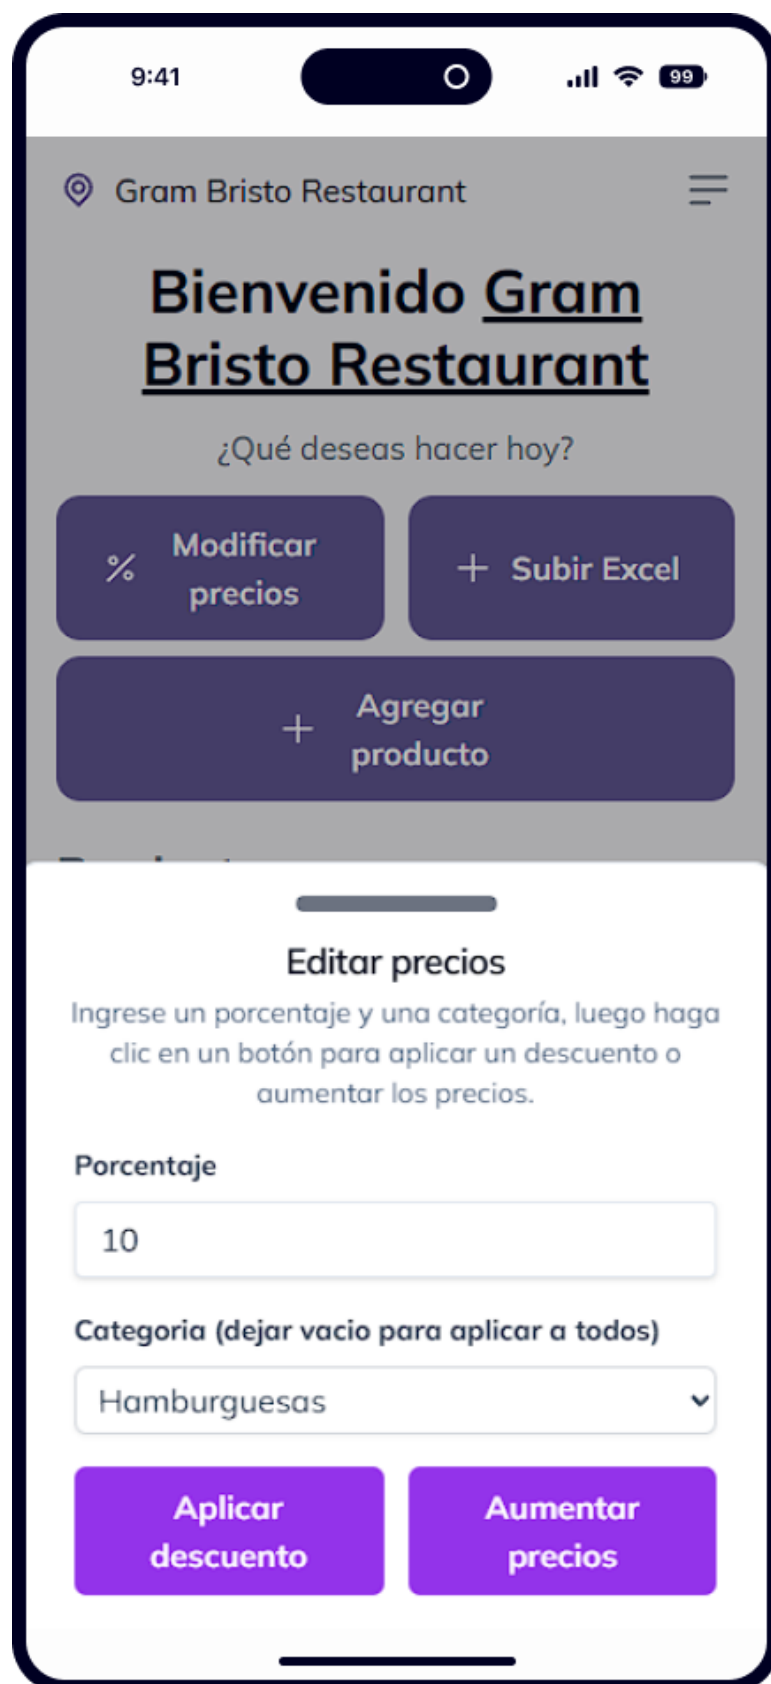 9:41
99
Gram Bristo Restaurant
Bienvenido Gram
Bristo Restaurant
¿Qué deseas hacer hoy?
Modificar
precios
Subir Excel
Agregar
producto
Editar precios
Ingrese un porcentaje y una categoría, luego haga
clic en un botón para aplicar un descuento o
aumentar los precios.
Porcentaje
10
Categoria (dejar vacio para aplicar a todos)
Hamburguesas
Aplicar
descuento
Aumentar
precios